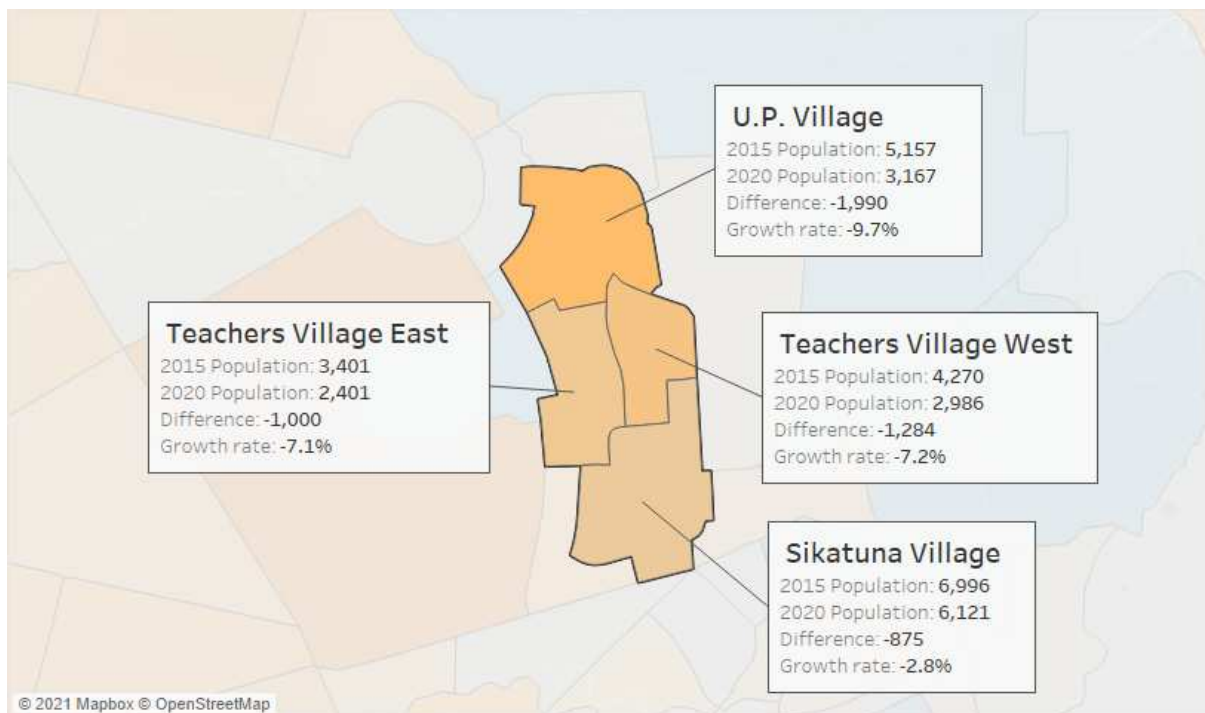 U.P. Village
2015 Population: 5,157
2020 Population: 3,167
Difference: -1,990
Growth rate: -9.7%
Teachers Village East
2015 Population: 3,401
2020 Population: 2,401
Difference: -1,000
Growth rate: -7.1%
Teachers Village West
2015 Population: 4,270
2020 Population: 2,986
Difference: -1,284
Growth rate: -7.2%
Sikatuna Village
2015 Population: 6,996
2020 Population: 6,121
Difference: -875
Growth rate: -2.8%
© 2021 Mapbox © OpenStreetMap